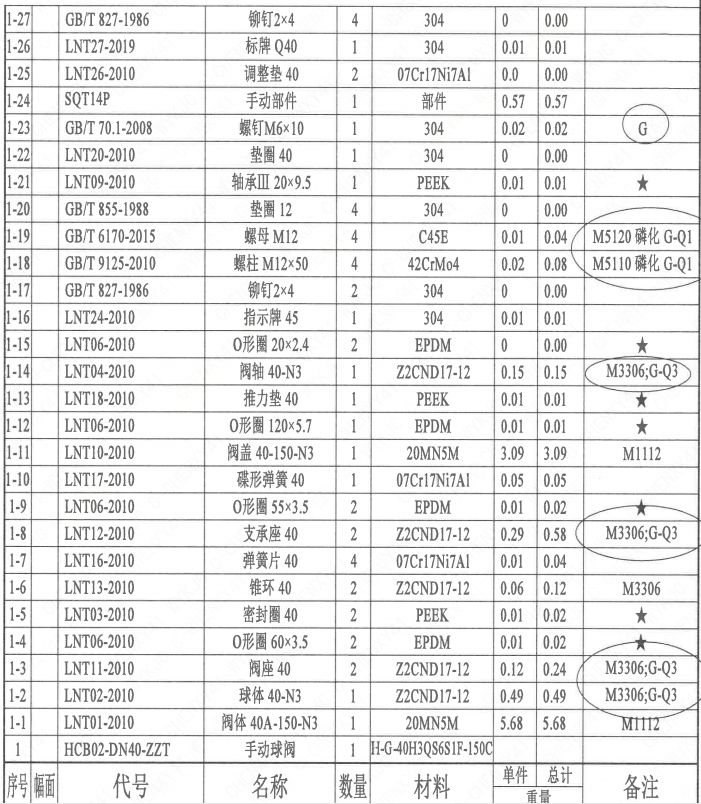 1-27 GB/T 827-1986 铆钉2×4 4 304 0 0.00
1-26 LNT27-2019 标牌 Q40 1 304 0.01 0.01
1-25 LNT26-2010 调整垫 40 2 07Cr17Ni7Al 0.0 0.00
1-24 SQT14P 手动部件 1 部件 0.57 0.57
1-23 GB/T 70.1-2008 螺钉M6×10 1 304 0.02 0.02 G
1-22 LNT20-2010 垫圈 40 1 304 0 0.00
1-21 LNT09-2010 轴承Ⅲ 20×9.5 1 PEEK 0.01 0.01 ★
1-20 GB/T 855-1988 垫圈 12 4 304 0 0.00
1-19 GB/T 6170-2015 螺母 M12 4 C45E 0.01 0.04 M5120 磷化 G-Q1
1-18 GB/T 9125-2010 螺柱 M12×50 4 42CrMo4 0.02 0.08 M5110 磷化 G-Q1
1-17 GB/T 827-1986 铆钉2×4 2 304 0 0.00
1-16 LNT24-2010 指示牌 45 1 304 0.01 0.01
1-15 LNT06-2010 O形圈 20×2.4 2 EPDM 0 0.00 ★
1-14 LNT04-2010 阀轴 40-N3 1 Z2CND17-12 0.15 0.15 M3306;G-Q3
1-13 LNT18-2010 推力垫 40 1 PEEK 0.01 0.01 ★
1-12 LNT06-2010 O形圈 120×5.7 1 EPDM 0.01 0.01 ★
1-11 LNT10-2010 阀盖 40-150-N3 1 20MN5M 3.09 3.09 M1112
1-10 LNT17-2010 碟形弹簧 40 1 07Cr17Ni7Al 0.05 0.05
1-9 LNT06-2010 O形圈 55×3.5 2 EPDM 0.01 0.02 ★
1-8 LNT12-2010 支承座 40 2 Z2CND17-12 0.29 0.58 M3306;G-Q3
1-7 LNT16-2010 弹簧片 40 4 07Cr17Ni7Al 0.01 0.04
1-6 LNT13-2010 锥环 40 2 Z2CND17-12 0.06 0.12 M3306
1-5 LNT03-2010 密封圈 40 2 PEEK 0.01 0.02 ★
1-4 LNT06-2010 O形圈 60×3.5 2 EPDM 0.01 0.02 ★
1-3 LNT11-2010 阀座 40 2 Z2CND17-12 0.12 0.24 M3306;G-Q3
1-2 LNT02-2010 球体 40-N3 1 Z2CND17-12 0.49 0.49 M3306;G-Q3
1-1 LNT01-2010 阀体 40A-150-N3 1 20MN5M 5.68 5.68 M1112
1 HCB02-DN40-ZZT 手动球阀 1 H-G-40H3QS6S1F-150C
序号 幅面 代号 名称 数量 材料 单件 总计 备注
重量